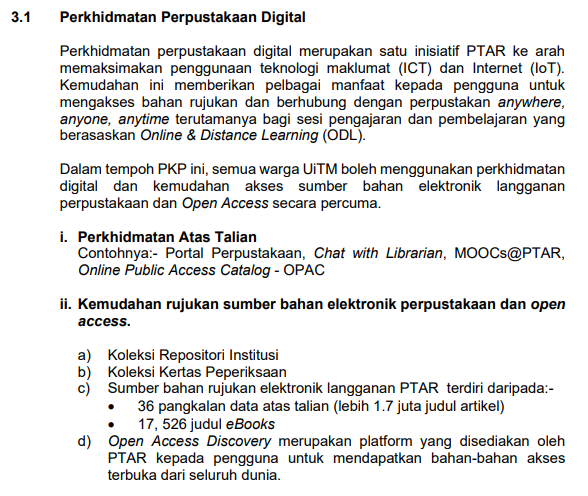 3.1 Perkhidmatan Perpustakaan Digital
Perkhidmatan perpustakaan digital merupakan satu inisiatif PTAR ke arah
memaksimakan penggunaan teknologi maklumat (ICT) dan Internet (IoT).
Kemudahan ini memberikan pelbagai manfaat kepada pengguna untuk
mengakses bahan rujukan dan berhubung dengan perpustakan anywhere,
anyone, anytime terutamanya bagi sesi pengajaran dan pembelajaran yang
berasaskan Online & Distance Learning (ODL).
Dalam tempoh PKP ini, semua warga UiTM boleh menggunakan perkhidmatan
digital dan kemudahan akses sumber bahan elektronik langganan
perpustakaan dan Open Access secara percuma.
i. Perkhidmatan Atas Talian
Contohnya:- Portal Perpustakaan, Chat with Librarian, MOOCs@PTAR,
Online Public Access Catalog - OPAC
ii. Kemudahan rujukan sumber bahan elektronik perpustakaan dan open
access.
a) Koleksi Repositori Institusi
b) Koleksi Kertas Peperiksaan
c) Sumber bahan rujukan elektronik langganan PTAR terdiri daripada:-
• 36 pangkalan data atas talian (lebih 1.7 juta judul artikel)
• 17, 526 judul eBooks
d) Open Access Discovery merupakan platform yang disediakan oleh
PTAR kepada pengguna untuk mendapatkan bahan-bahan akses
terbuka dari seluruh dunia.